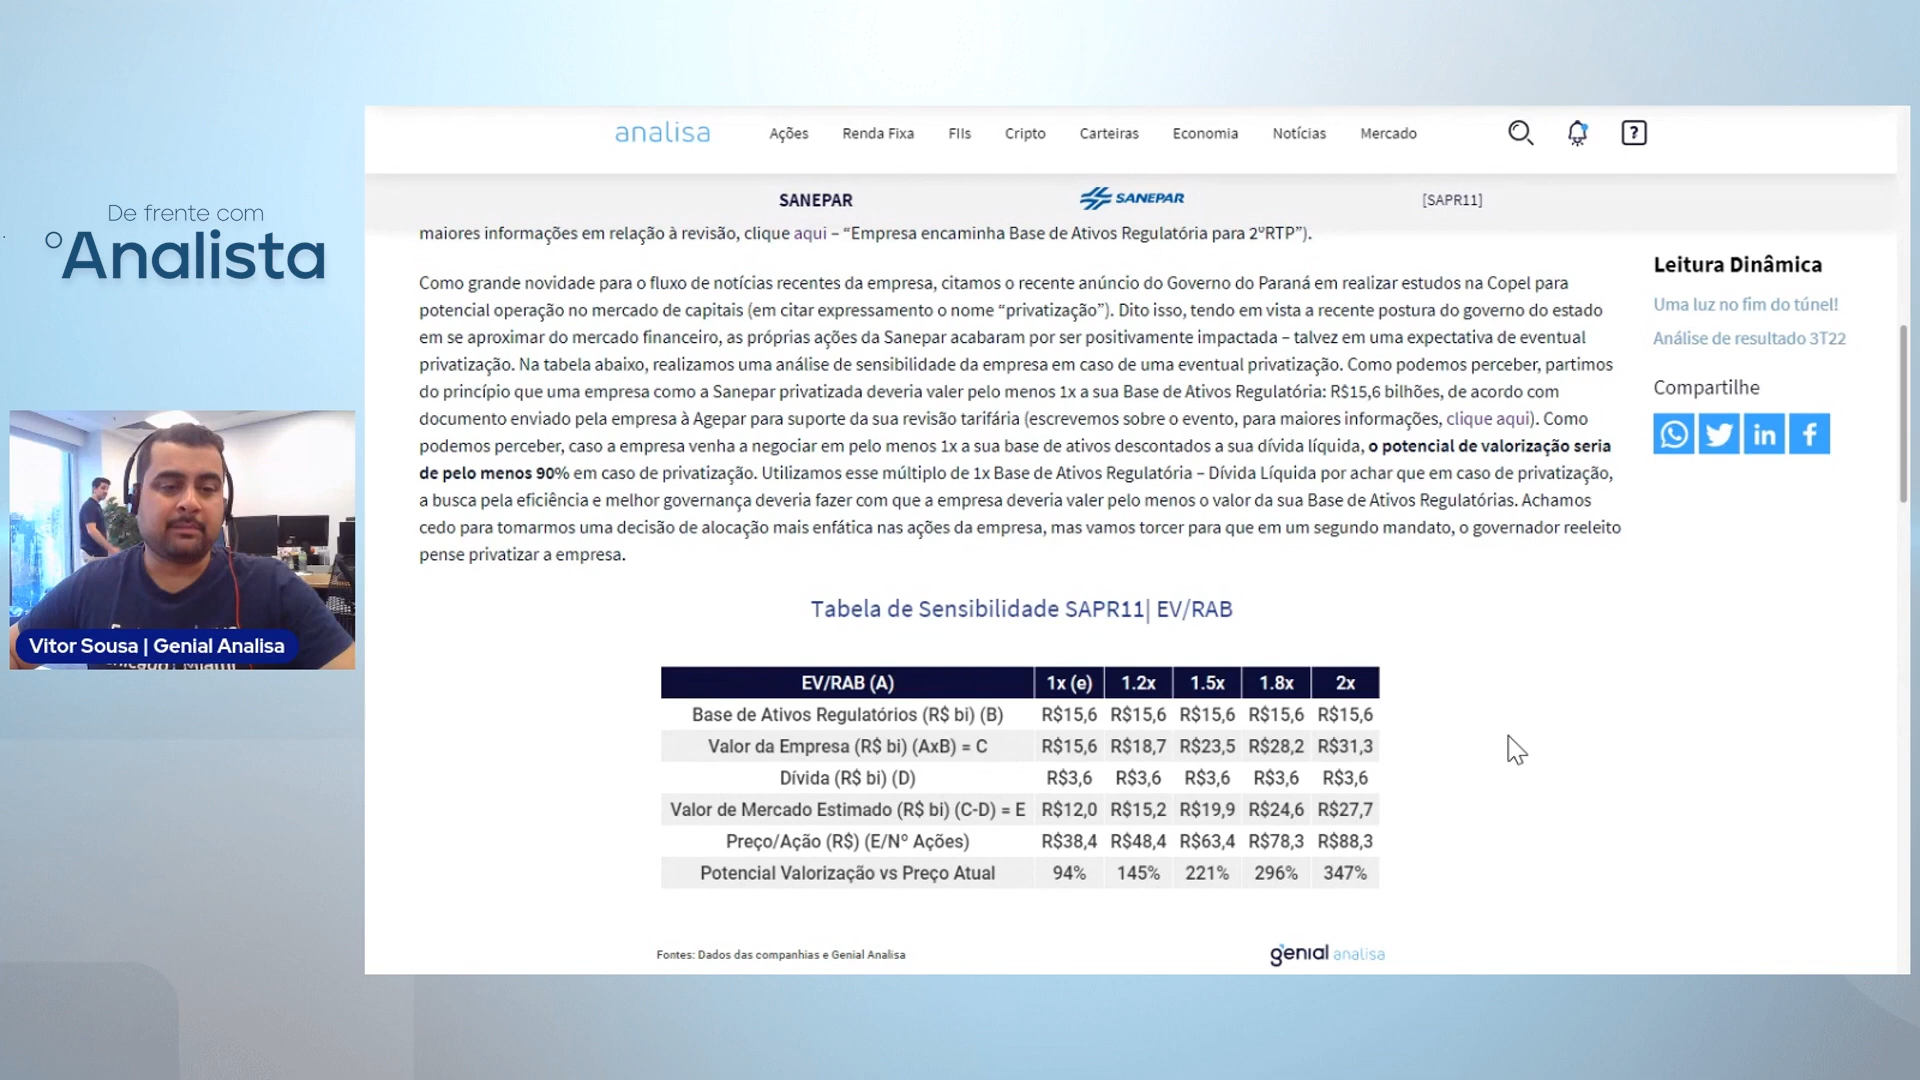 De frente com
o Analista
Vitor Sousa | Genial Analisa
analisa
Ações Renda Fixa FIIs Cripto Carteiras Economia Notícias Mercado
?
SANEPAR SANEPAR [SAPR11]
maiores informações em relação à revisão, clique aqui – “Empresa encaminha Base de Ativos Regulatória para 2ºRTP”).
Como grande novidade para o fluxo de notícias recentes da empresa, citamos o recente anúncio do Governo do Paraná em realizar estudos na Copel para
potencial operação no mercado de capitais (em citar expressamento o nome “privatização”). Dito isso, tendo em vista a recente postura do governo do estado
em se aproximar do mercado financeiro, as próprias ações da Sanepar acabaram por ser positivamente impactada – talvez em uma expectativa de eventual
privatização. Na tabela abaixo, realizamos uma análise de sensibilidade da empresa em caso de uma eventual privatização. Como podemos perceber, partimos
do princípio que uma empresa como a Sanepar privatizada deveria valer pelo menos 1x a sua Base de Ativos Regulatória: R$15,6 bilhões, de acordo com
documento enviado pela empresa à Agepar para suporte da sua revisão tarifária (escrevemos sobre o evento, para maiores informações, clique aqui). Como
podemos perceber, caso a empresa venha a negociar em pelo menos 1x a sua base de ativos descontados a sua dívida líquida, o potencial de valorização seria
de pelo menos 90% em caso de privatização. Utilizamos esse múltiplo de 1x Base de Ativos Regulatória – Dívida Líquida por achar que em caso de privatização,
a busca pela eficiência e melhor governança deveria fazer com que a empresa deveria valer pelo menos o valor da sua Base de Ativos Regulatórias. Achamos
cedo para tomarmos uma decisão de alocação mais enfática nas ações da empresa, mas vamos torcer para que em um segundo mandato, o governador reeleito
pense privatizar a empresa.
Leitura Dinâmica
Uma luz no fim do túnel!
Análise de resultado 3T22
Compartilhe
Tabela de Sensibilidade SAPR11| EV/RAB
EV/RAB (A) 1x (e) 1.2x 1.5x 1.8x 2x
Base de Ativos Regulatórios (R$ bi) (B) R$15,6 R$15,6 R$15,6 R$15,6 R$15,6
Valor da Empresa (R$ bi) (AxB) = C R$15,6 R$18,7 R$23,5 R$28,2 R$31,3
Dívida (R$ bi) (D) R$3,6 R$3,6 R$3,6 R$3,6 R$3,6
Valor de Mercado Estimado (R$ bi) (C-D) = E R$12,0 R$15,2 R$19,9 R$24,6 R$27,7
Preço/Ação (R$) (E/Nº Ações) R$38,4 R$48,4 R$63,4 R$78,3 R$88,3
Potencial Valorização vs Preço Atual 94% 145% 221% 296% 347%
Fontes: Dados das companhias e Genial Analisa
genial analisa